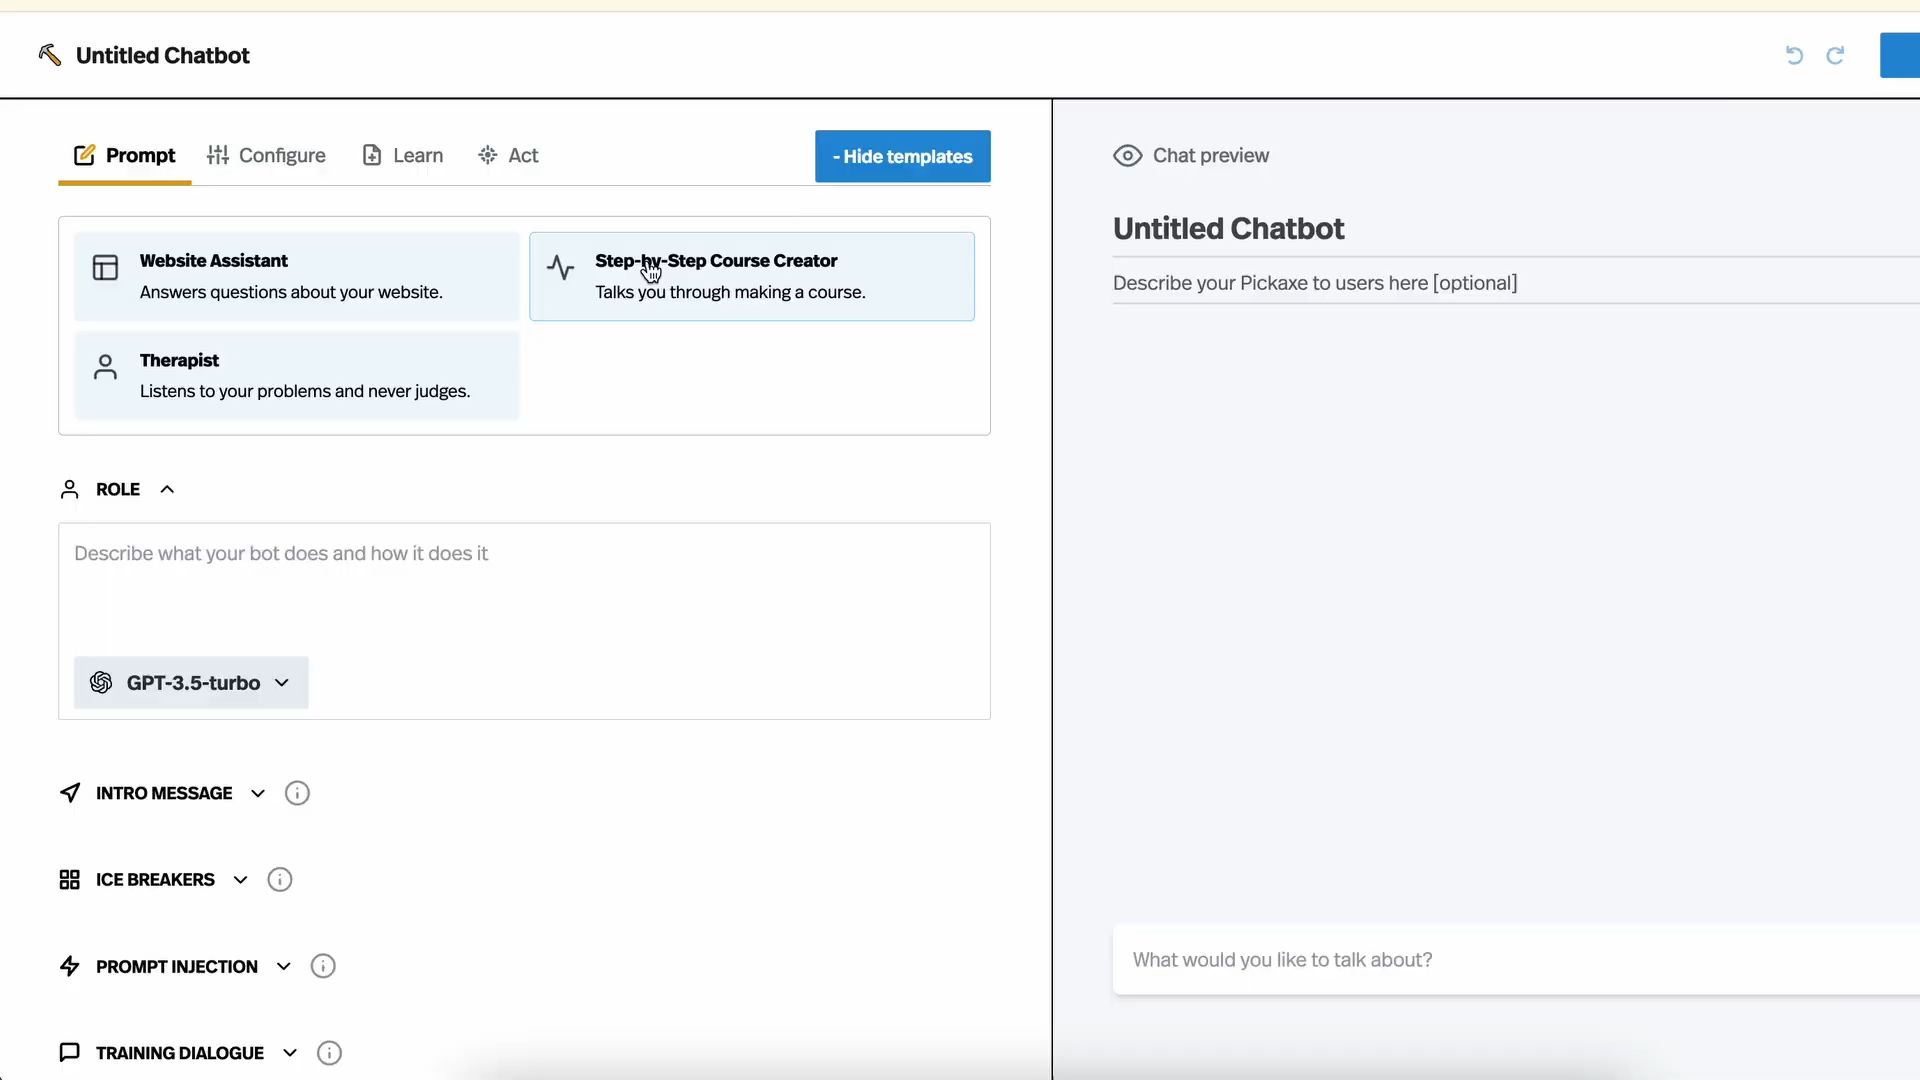 Untitled Chatbot
Prompt
Configure
Learn
Act
- Hide templates
Website Assistant
Answers questions about your website.
Step-by-Step Course Creator
Talks you through making a course.
Therapist
Listens to your problems and never judges.
ROLE
Describe what your bot does and how it does it
GPT-3.5-turbo
INTRO MESSAGE
ICE BREAKERS
PROMPT INJECTION
TRAINING DIALOGUE
Chat preview
Untitled Chatbot
Describe your Pickaxe to users here [optional]
What would you like to talk about?